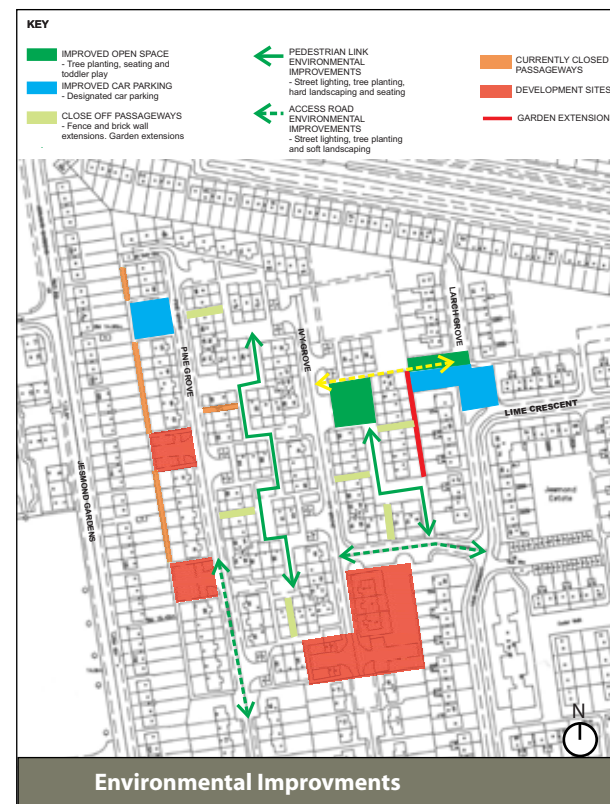 KEY
IMPROVED OPEN SPACE
- Tree planting, seating and
toddler play
IMPROVED CAR PARKING
- Designated car parking
CLOSE OFF PASSAGEWAYS
- Fence and brick wall
extensions. Garden extensions
PEDESTRIAN LINK
ENVIRONMENTAL
IMPROVEMENTS
- Street lighting, tree planting,
hard landscaping and seating
ACCESS ROAD
ENVIRONMENTAL
IMPROVEMENTS
- Street lighting, tree planting
and soft landscaping
CURRENTLY CLOSED
PASSAGEWAYS
DEVELOPMENT SITES
GARDEN EXTENSION
LARCH GROVE
IVY GROVE
PINE GROVE
LIME CRESCENT
JESMOND GARDENS
Jesmond
Estate
N
Environmental Improvments